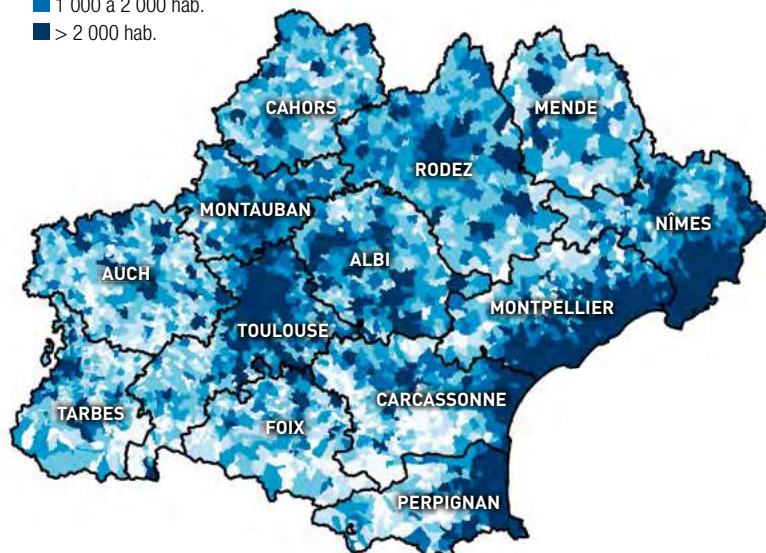 1 000 à 2 000 hab.
> 2 000 hab.
CAHORS
MENDE
RODEZ
MONTAUBAN
NÎMES
ALBI
AUCH
MONTPELLIER
TOULOUSE
CARCASSONNE
TARBES
FOIX
PERPIGNAN